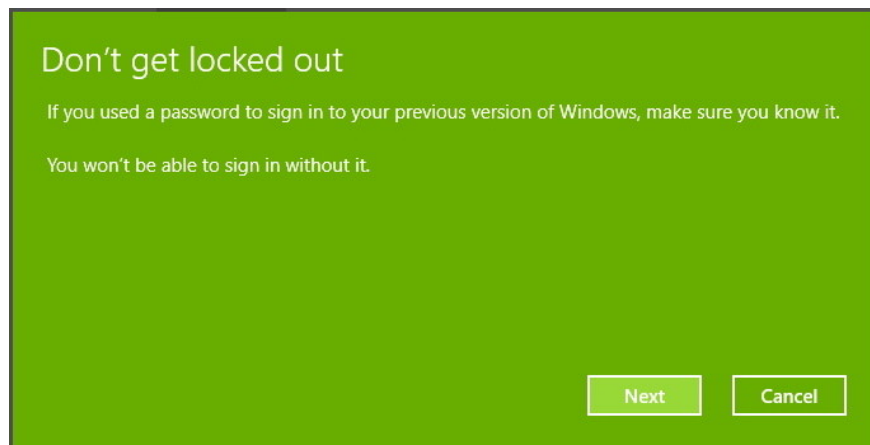 Don't get locked out
If you used a password to sign in to your previous version of Windows, make sure you know it.
You won't be able to sign in without it.
Next
Cancel